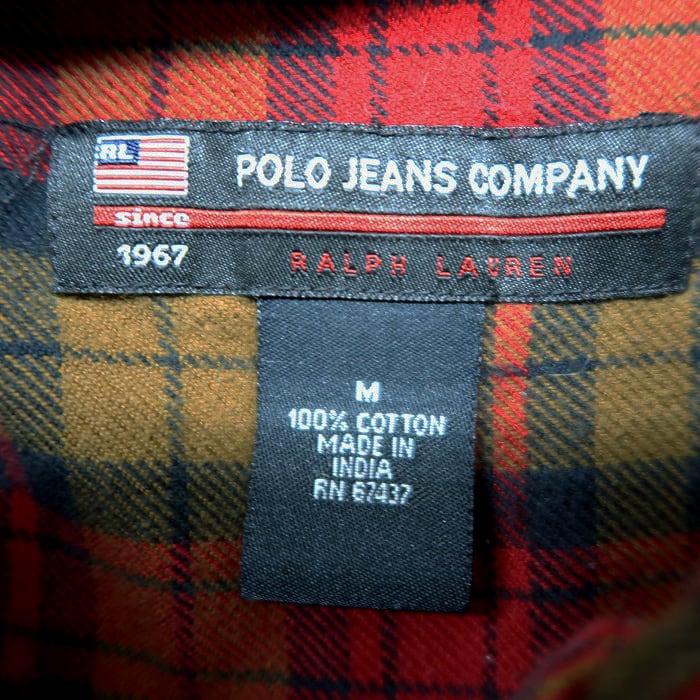 RL
POLO JEANS COMPANY
since
1967
RALPH LAUREN
M
100% COTTON
MADE IN
INDIA
RN 67437